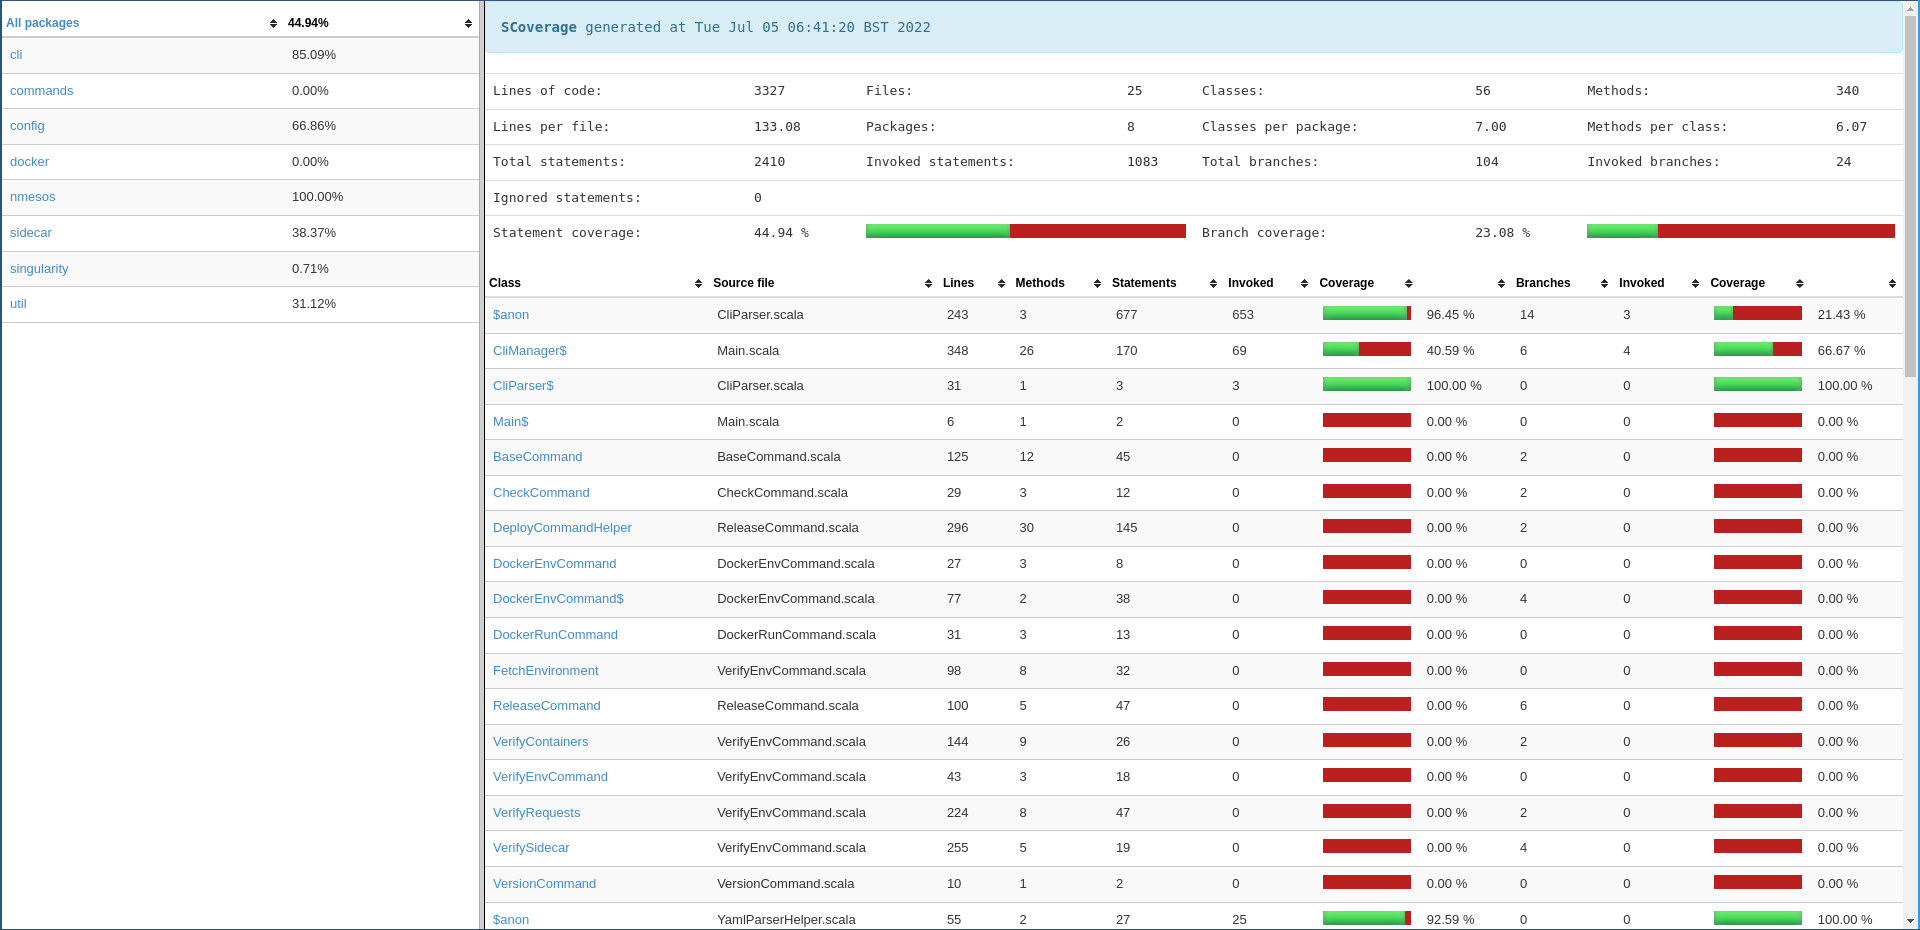 All packages 44.94%
cli 85.09%
commands 0.00%
config 66.86%
docker 0.00%
nmesos 100.00%
sidecar 38.37%
singularity 0.71%
util 31.12%
SCoverage generated at Tue Jul 05 06:41:20 BST 2022
Lines of code: 3327 Files: 25 Classes: 56 Methods: 340
Lines per file: 133.08 Packages: 8 Classes per package: 7.00 Methods per class: 6.07
Total statements: 2410 Invoked statements: 1083 Total branches: 104 Invoked branches: 24
Ignored statements: 0
Statement coverage: 44.94 % Branch coverage: 23.08 %
Class Source file Lines Methods Statements Invoked Coverage Branches Invoked Coverage
$anon CliParser.scala 243 3 677 653 96.45 % 14 3 21.43 %
CliManager$ Main.scala 348 26 170 69 40.59 % 6 4 66.67 %
CliParser$ CliParser.scala 31 1 3 3 100.00 % 0 0 100.00 %
Main$ Main.scala 6 1 2 0 0.00 % 0 0 0.00 %
BaseCommand BaseCommand.scala 125 12 45 0 0.00 % 2 0 0.00 %
CheckCommand CheckCommand.scala 29 3 12 0 0.00 % 2 0 0.00 %
DeployCommandHelper ReleaseCommand.scala 296 30 145 0 0.00 % 2 0 0.00 %
DockerEnvCommand DockerEnvCommand.scala 27 3 8 0 0.00 % 0 0 0.00 %
DockerEnvCommand$ DockerEnvCommand.scala 77 2 38 0 0.00 % 4 0 0.00 %
DockerRunCommand DockerRunCommand.scala 31 3 13 0 0.00 % 0 0 0.00 %
FetchEnvironment VerifyEnvCommand.scala 98 8 32 0 0.00 % 0 0 0.00 %
ReleaseCommand ReleaseCommand.scala 100 5 47 0 0.00 % 6 0 0.00 %
VerifyContainers VerifyEnvCommand.scala 144 9 26 0 0.00 % 2 0 0.00 %
VerifyEnvCommand VerifyEnvCommand.scala 43 3 18 0 0.00 % 0 0 0.00 %
VerifyRequests VerifyEnvCommand.scala 224 8 47 0 0.00 % 2 0 0.00 %
VerifySidecar VerifyEnvCommand.scala 255 5 19 0 0.00 % 4 0 0.00 %
VersionCommand VersionCommand.scala 10 1 2 0 0.00 % 0 0 0.00 %
$anon YamlParserHelper.scala 55 2 27 25 92.59 % 0 0 100.00 %